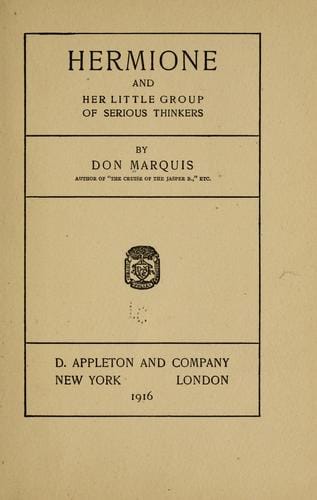 HERMIONE
AND
HER LITTLE GROUP
OF SERIOUS THINKERS
BY
DON MARQUIS
AUTHOR OF "THE CRUISE OF THE JASPER B.," ETC.
D. APPLETON AND COMPANY
NEW YORK LONDON
1916